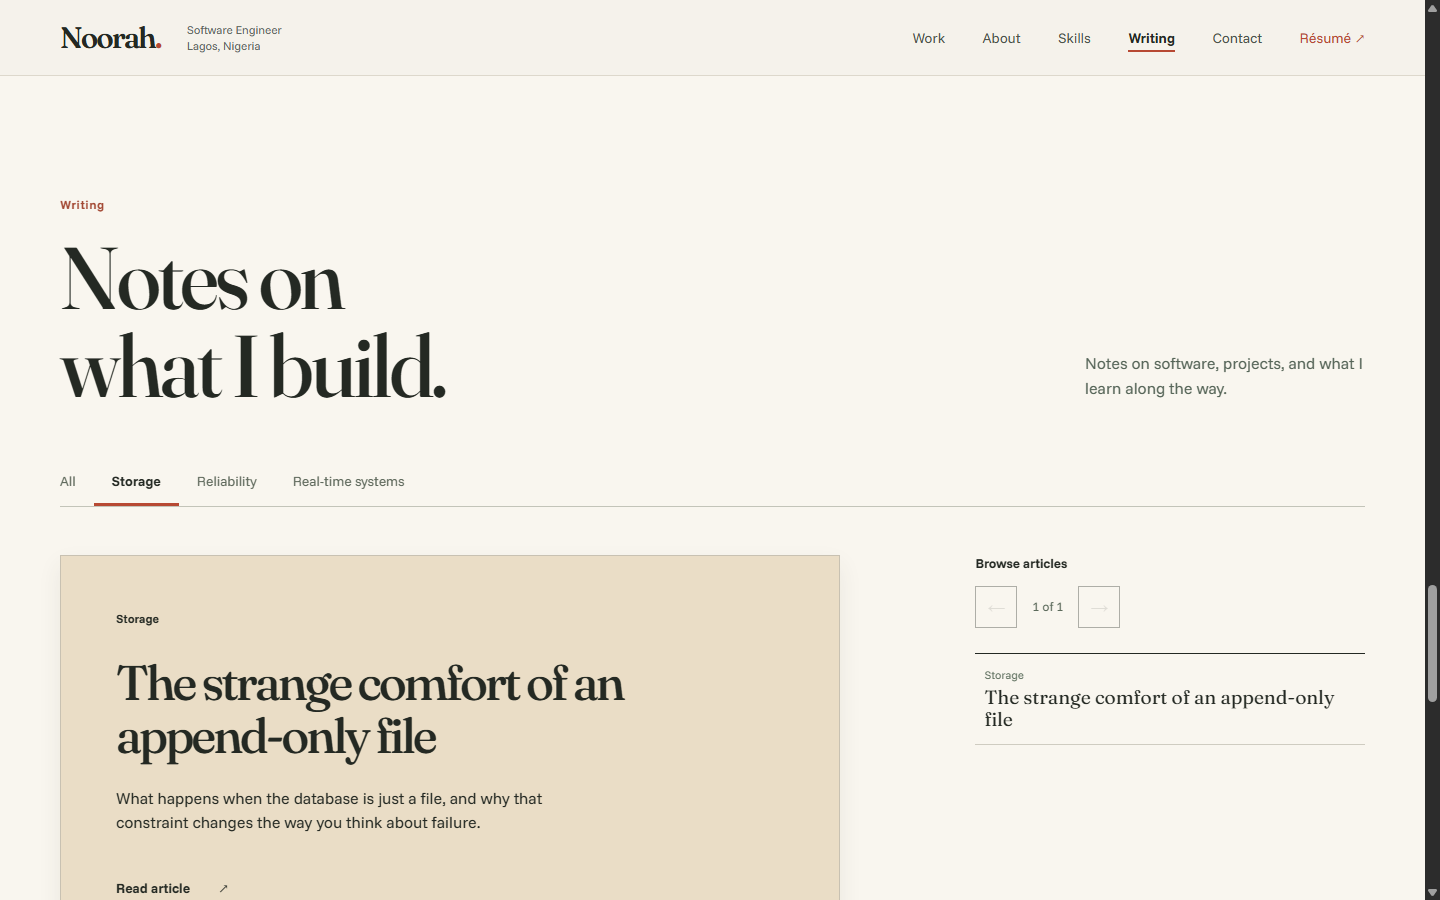 Noorah.
Software Engineer
Lagos, Nigeria
Work
About
Skills
Writing
Contact
Résumé ↗
Writing
Notes on
what I build.
Notes on software, projects, and what I
learn along the way.
All
Storage
Reliability
Real-time systems
Storage
The strange comfort of an
append-only file
What happens when the database is just a file, and why that
constraint changes the way you think about failure.
Read article ↗
Browse articles
← 1 of 1 →
Storage
The strange comfort of an append-only
file